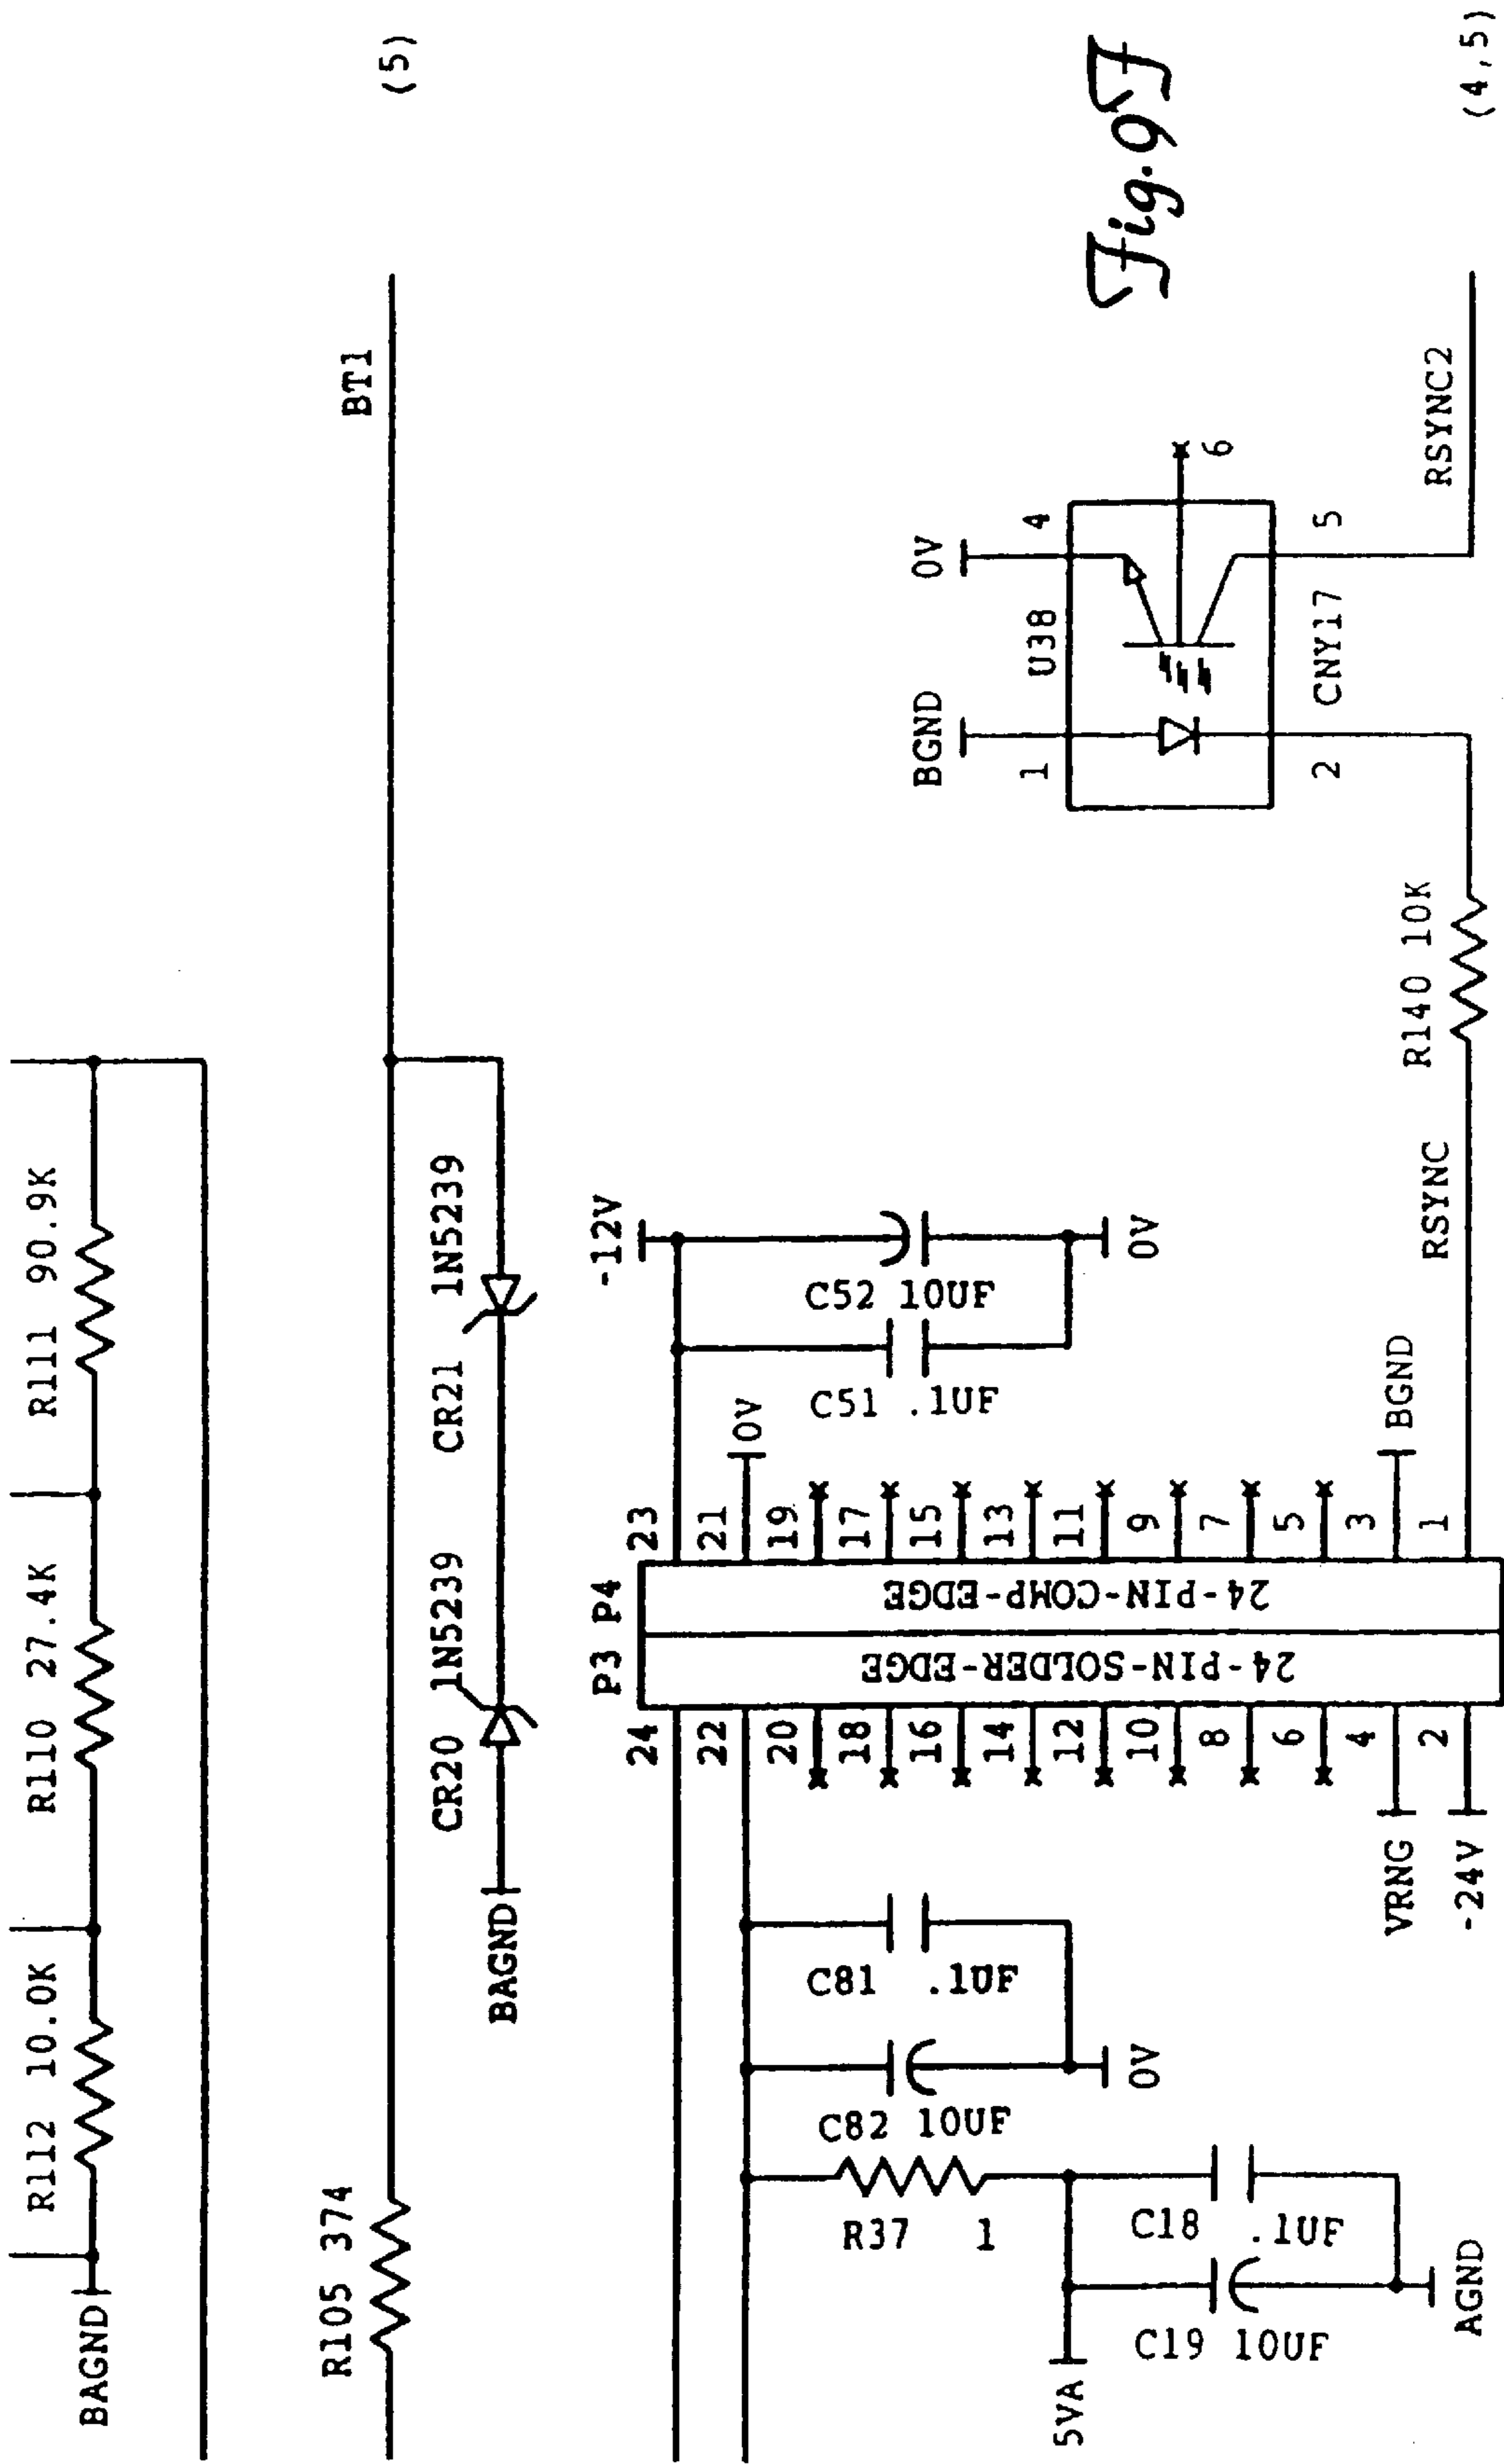 R112 10.0K
R110 27.4K
R111 90.9K
BAGND
R105 374
BT1
(5)
CR20 1N5239
CR21 1N5239
BAGND
-12V
P3 P4
24
23
22
21
0V
20
19
18
17
16
15
14
13
12
11
10
9
8
7
6
5
4
3
2
1
24-PIN-SOLDER-EDGE
24-PIN-COMP-EDGE
C81 .1UF
C82 10UF
0V
C52 10UF
C51 .1UF
0V
R37 1
5VA
C18 .1UF
C19 10UF
AGND
VRNG
-24V
BGND
RSYNC
R140 10K
BGND
0V
1
U38
4
6
2
CNY17
5
RSYNC2
Fig. 9F
(4,5)